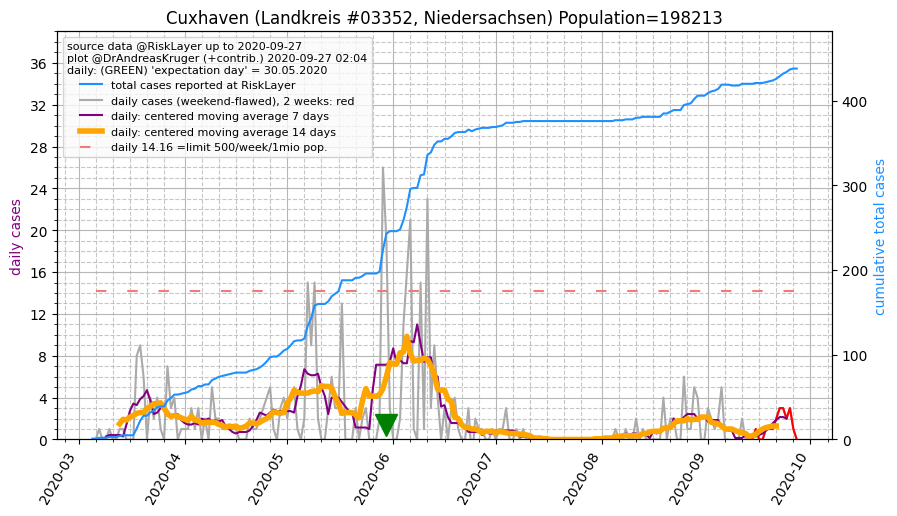 Cuxhaven (Landkreis #03352, Niedersachsen) Population=198213
source data @RiskLayer up to 2020-09-27
plot @DrAndreasKruger (+contrib.) 2020-09-27 02:04
daily: (GREEN) 'expectation day' = 30.05.2020
total cases reported at RiskLayer
daily cases (weekend-flawed), 2 weeks: red
daily: centered moving average 7 days
daily: centered moving average 14 days
daily 14.16 =limit 500/week/1mio pop.
daily cases
36
32
28
24
20
16
12
8
4
0
400
300
200
100
0
cumulative total cases
2020-03
2020-04
2020-05
2020-06
2020-07
2020-08
2020-09
2020-10